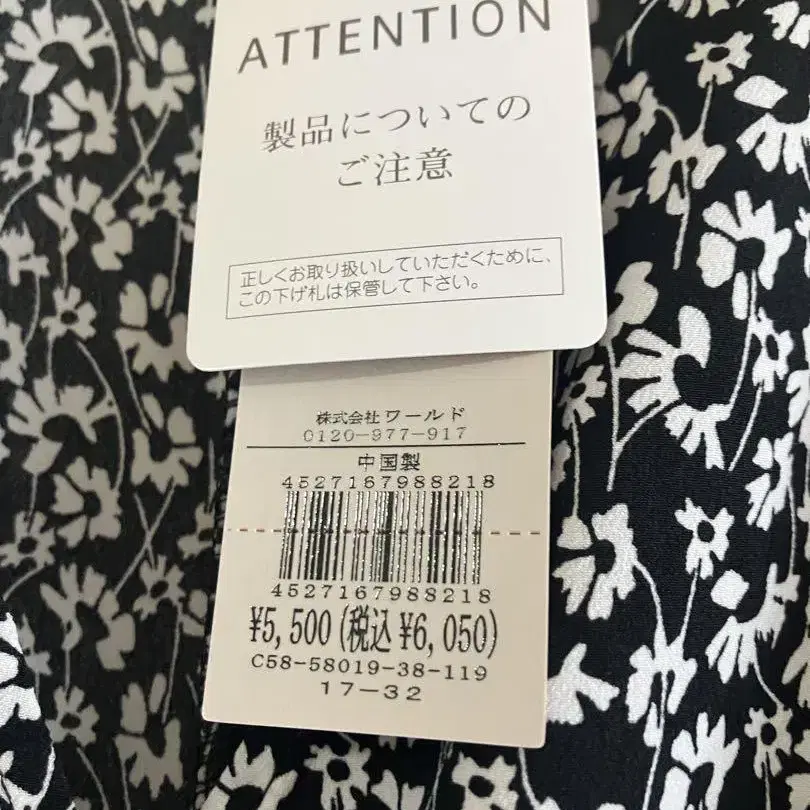 ATTENTION
製品についての
ご注意
正しくお取り扱いしていただくために、
この下げ札は保管して下さい。
株式会社ワールド
0120-977-917
中国製
4527167988218
4527167988218
¥5,500(税込¥6,050)
C58-58019-38-119
17-32